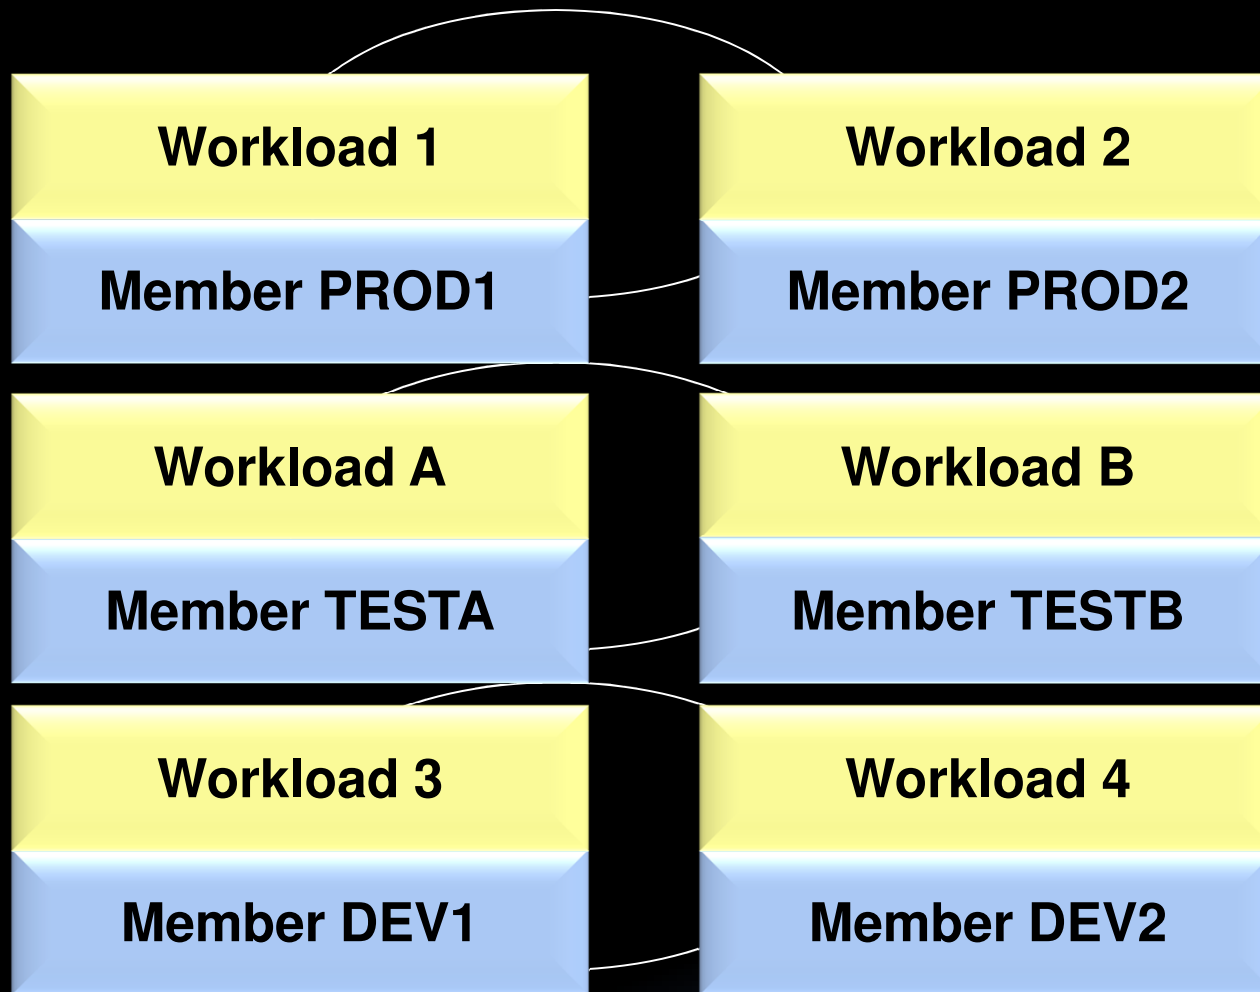 Workload 1
Workload 2
Member PROD1
Member PROD2
Workload A
Workload B
Member TESTA
Member TESTB
Workload 3
Workload 4
Member DEV1
Member DEV2